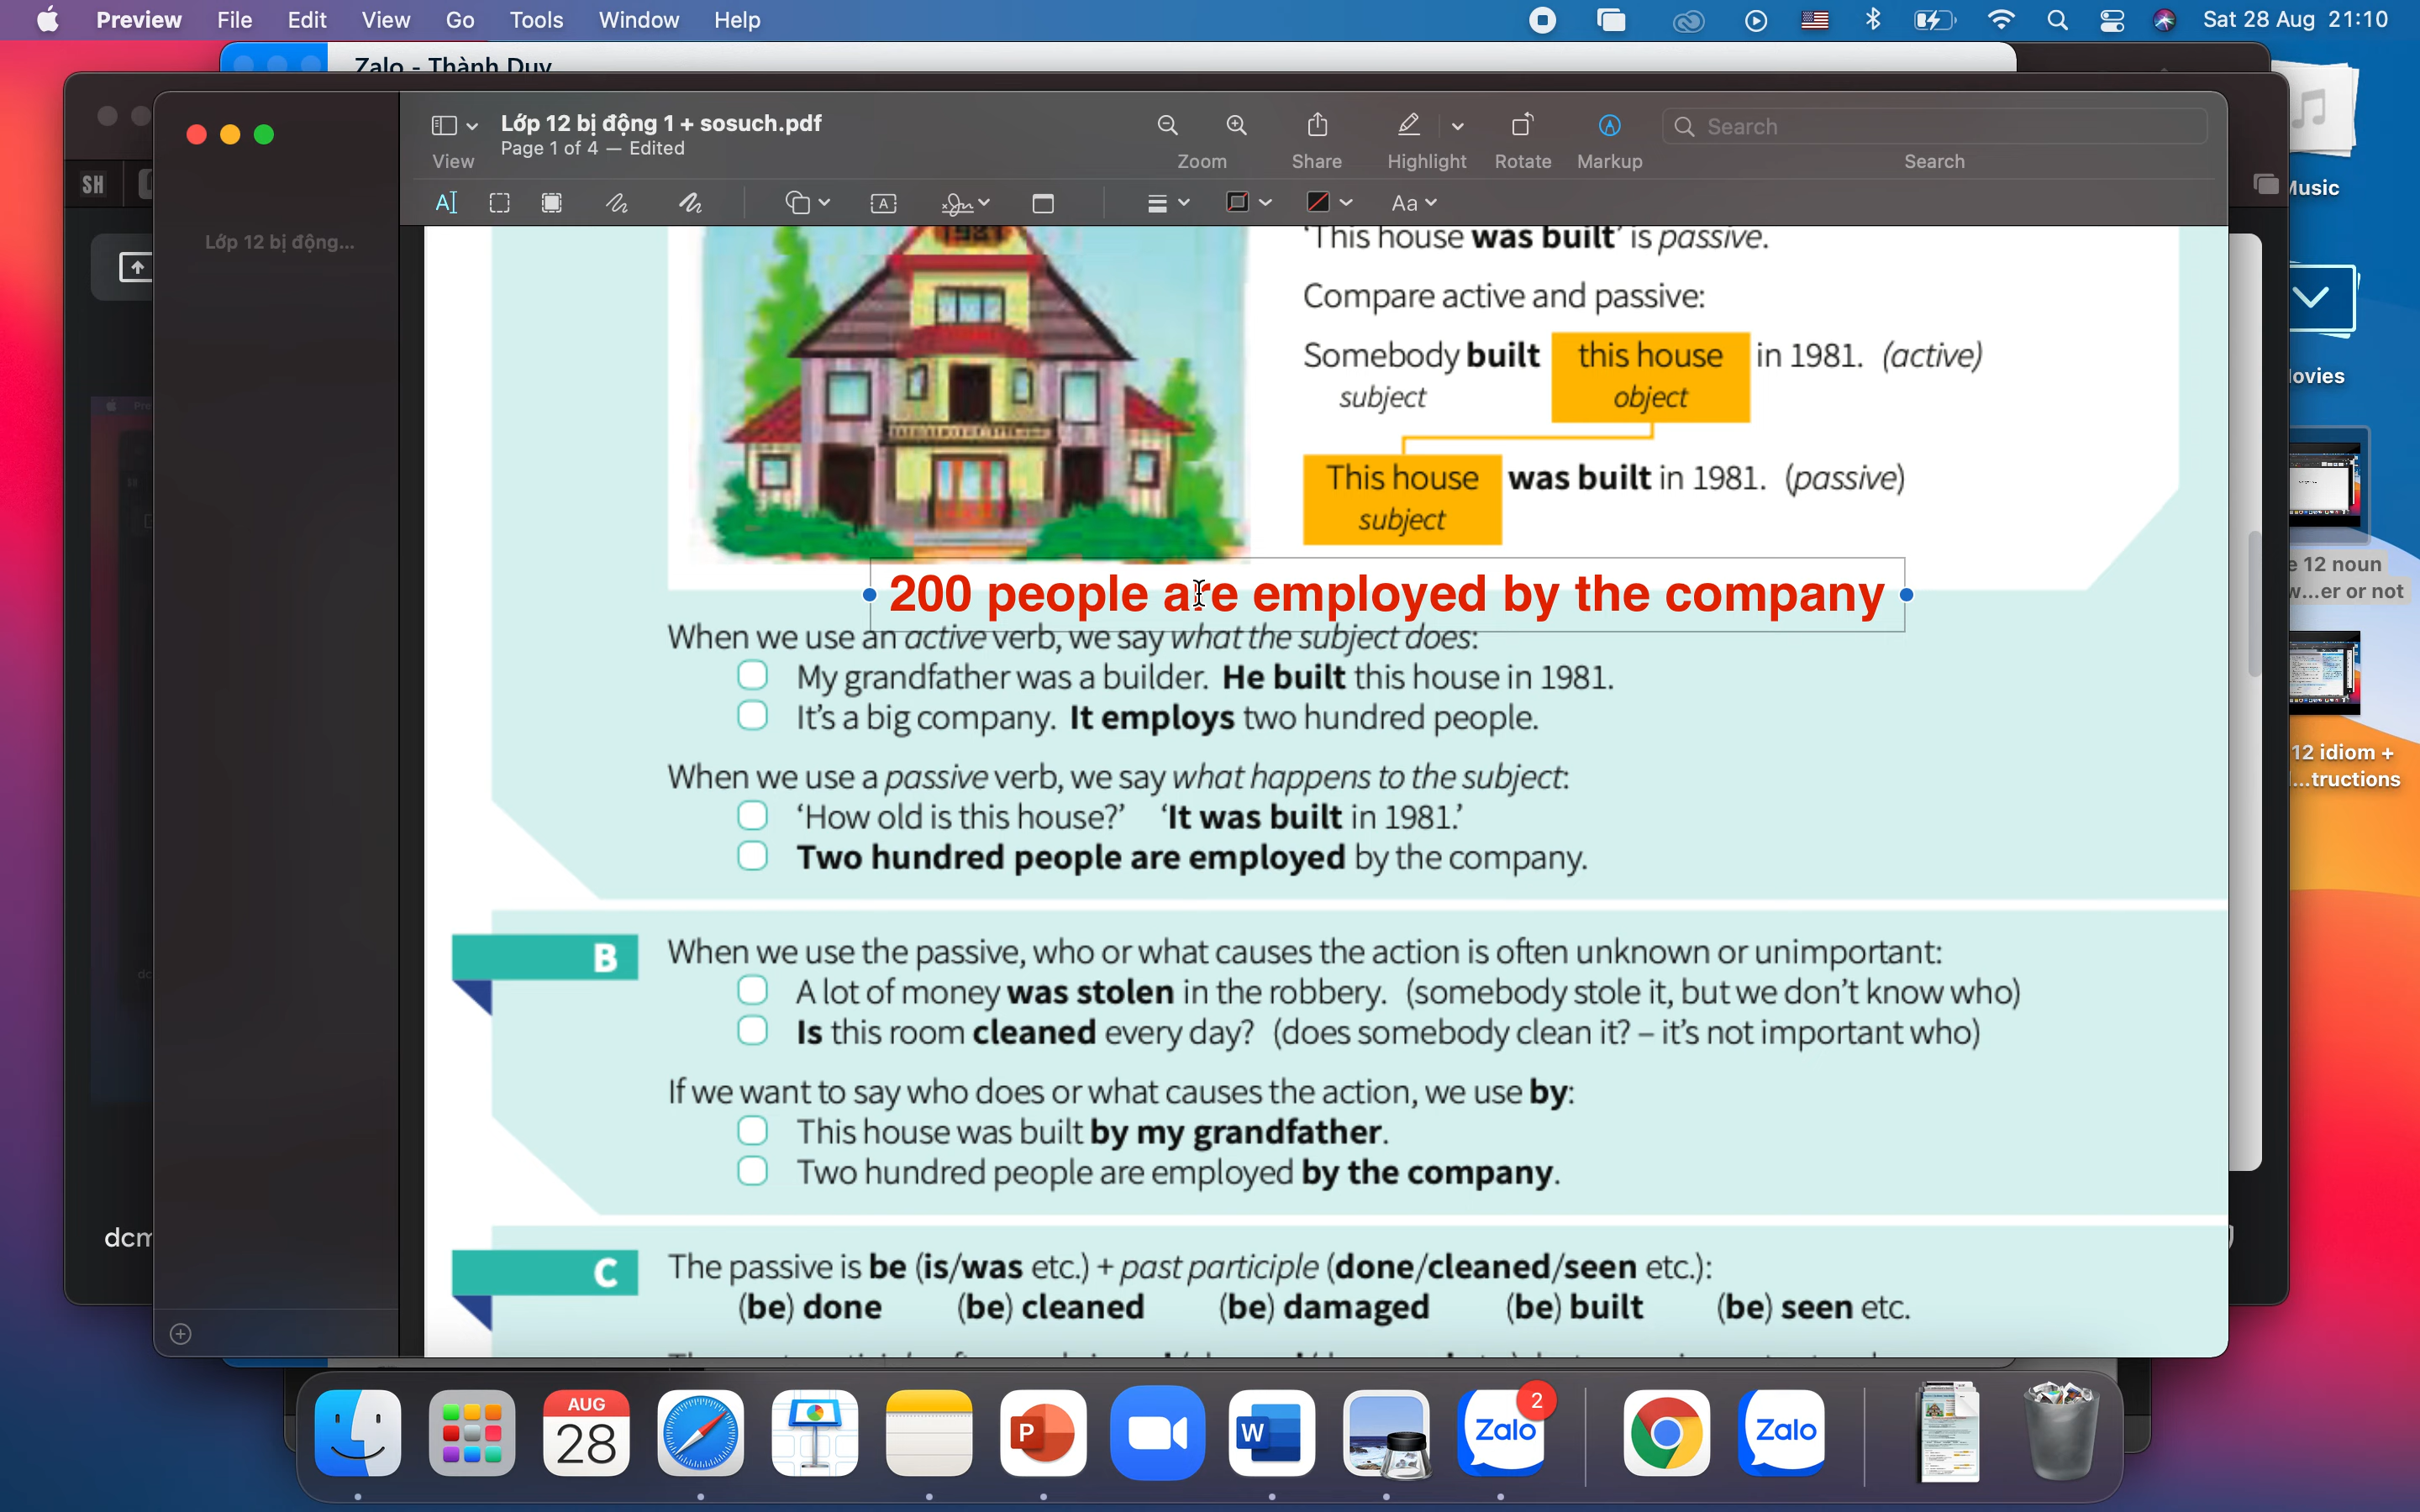 Preview File Edit View Go Tools Window Help Sat 28 Aug 21:10
Zalo - Thành Duy
Lớp 12 bị động 1 + sosuch.pdf
Page 1 of 4 — Edited
View Zoom Share Highlight Rotate Markup Search
Search
SH
Aa
Lớp 12 bị động...
'This house was built' is passive.
Compare active and passive:
Somebody built this house in 1981. (active)
subject object
This house was built in 1981. (passive)
subject
200 people are employed by the company
When we use an active verb, we say what the subject does:
My grandfather was a builder. He built this house in 1981.
It's a big company. It employs two hundred people.
When we use a passive verb, we say what happens to the subject:
'How old is this house?' 'It was built in 1981.'
Two hundred people are employed by the company.
B
When we use the passive, who or what causes the action is often unknown or unimportant:
A lot of money was stolen in the robbery. (somebody stole it, but we don't know who)
Is this room cleaned every day? (does somebody clean it? – it's not important who)
If we want to say who does or what causes the action, we use by:
This house was built by my grandfather.
Two hundred people are employed by the company.
C
The passive is be (is/was etc.) + past participle (done/cleaned/seen etc.):
(be) done (be) cleaned (be) damaged (be) built (be) seen etc.
dcm
Music
ovies
e 12 noun
w...er or not
12 idiom +
...tructions
AUG
28
P
W
Zalo
2
Zalo